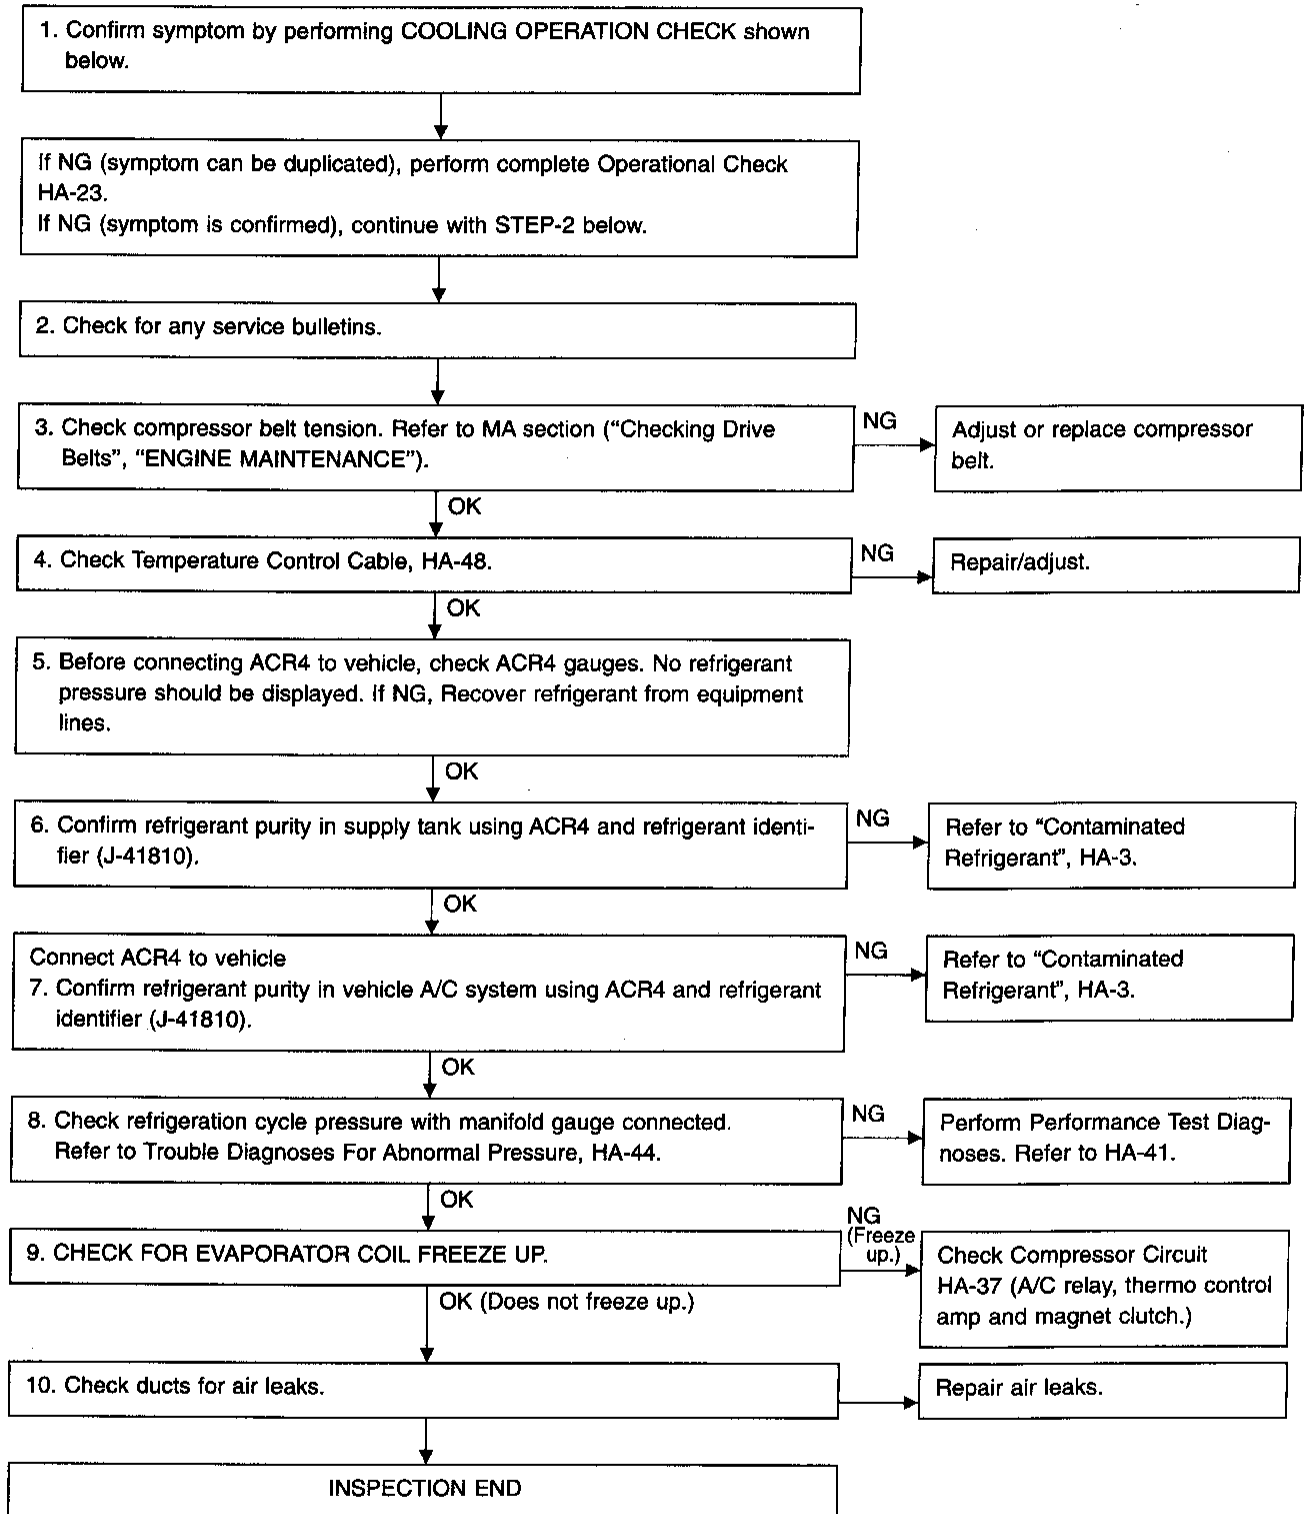 1. Confirm symptom by performing COOLING OPERATION CHECK shown
below.
If NG (symptom can be duplicated), perform complete Operational Check
HA-23.
If NG (symptom is confirmed), continue with STEP-2 below.
2. Check for any service bulletins.
3. Check compressor belt tension. Refer to MA section (“Checking Drive
Belts”, “ENGINE MAINTENANCE”).
NG
Adjust or replace compressor
belt.
OK
4. Check Temperature Control Cable, HA-48.
NG
Repair/adjust.
OK
5. Before connecting ACR4 to vehicle, check ACR4 gauges. No refrigerant
pressure should be displayed. If NG, Recover refrigerant from equipment
lines.
OK
6. Confirm refrigerant purity in supply tank using ACR4 and refrigerant identi-
fier (J-41810).
NG
Refer to “Contaminated
Refrigerant”, HA-3.
OK
Connect ACR4 to vehicle
7. Confirm refrigerant purity in vehicle A/C system using ACR4 and refrigerant
identifier (J-41810).
NG
Refer to “Contaminated
Refrigerant”, HA-3.
OK
8. Check refrigeration cycle pressure with manifold gauge connected.
Refer to Trouble Diagnoses For Abnormal Pressure, HA-44.
NG
Perform Performance Test Diag-
noses. Refer to HA-41.
OK
9. CHECK FOR EVAPORATOR COIL FREEZE UP.
NG
(Freeze
up.)
Check Compressor Circuit
HA-37 (A/C relay, thermo control
amp and magnet clutch.)
OK (Does not freeze up.)
10. Check ducts for air leaks.
Repair air leaks.
INSPECTION END